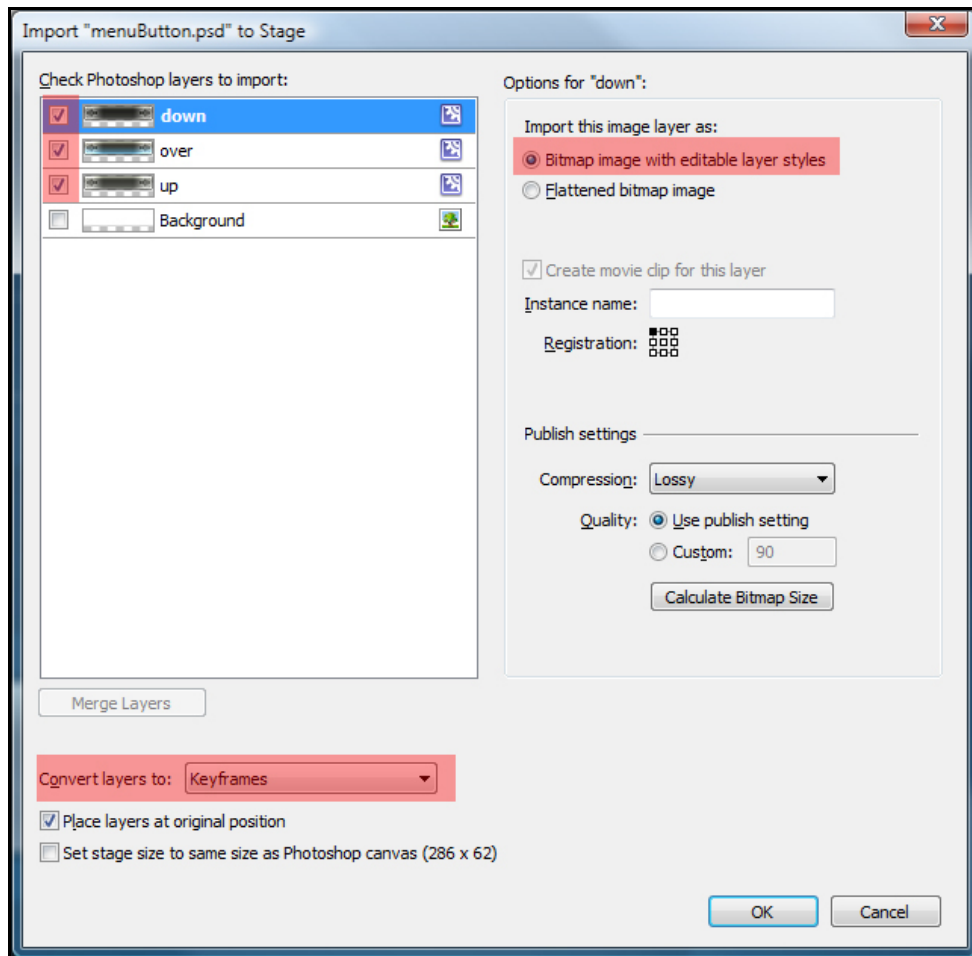 Import "menuButton.psd" to Stage
Check Photoshop layers to import:
down
over
up
Background
Merge Layers
Options for "down":
Import this image layer as:
Bitmap image with editable layer styles
Flattened bitmap image
Create movie clip for this layer
Instance name:
Registration:
Publish settings
Compression: Lossy
Quality: Use publish setting
Custom: 90
Calculate Bitmap Size
Convert layers to: Keyframes
Place layers at original position
Set stage size to same size as Photoshop canvas (286 x 62)
OK Cancel